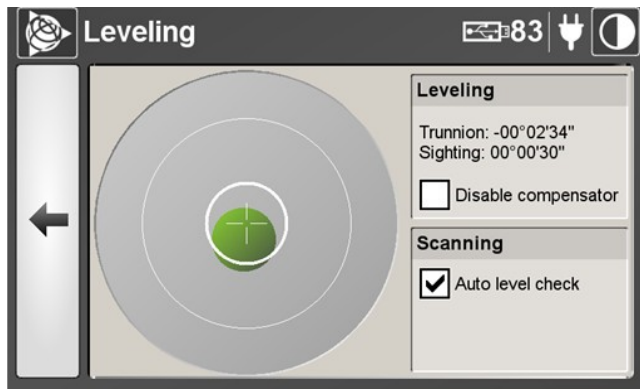 Leveling
83
Leveling
Trunnion: -00°02'34"
Sighting: 00°00'30"
Disable compensator
Scanning
Auto level check